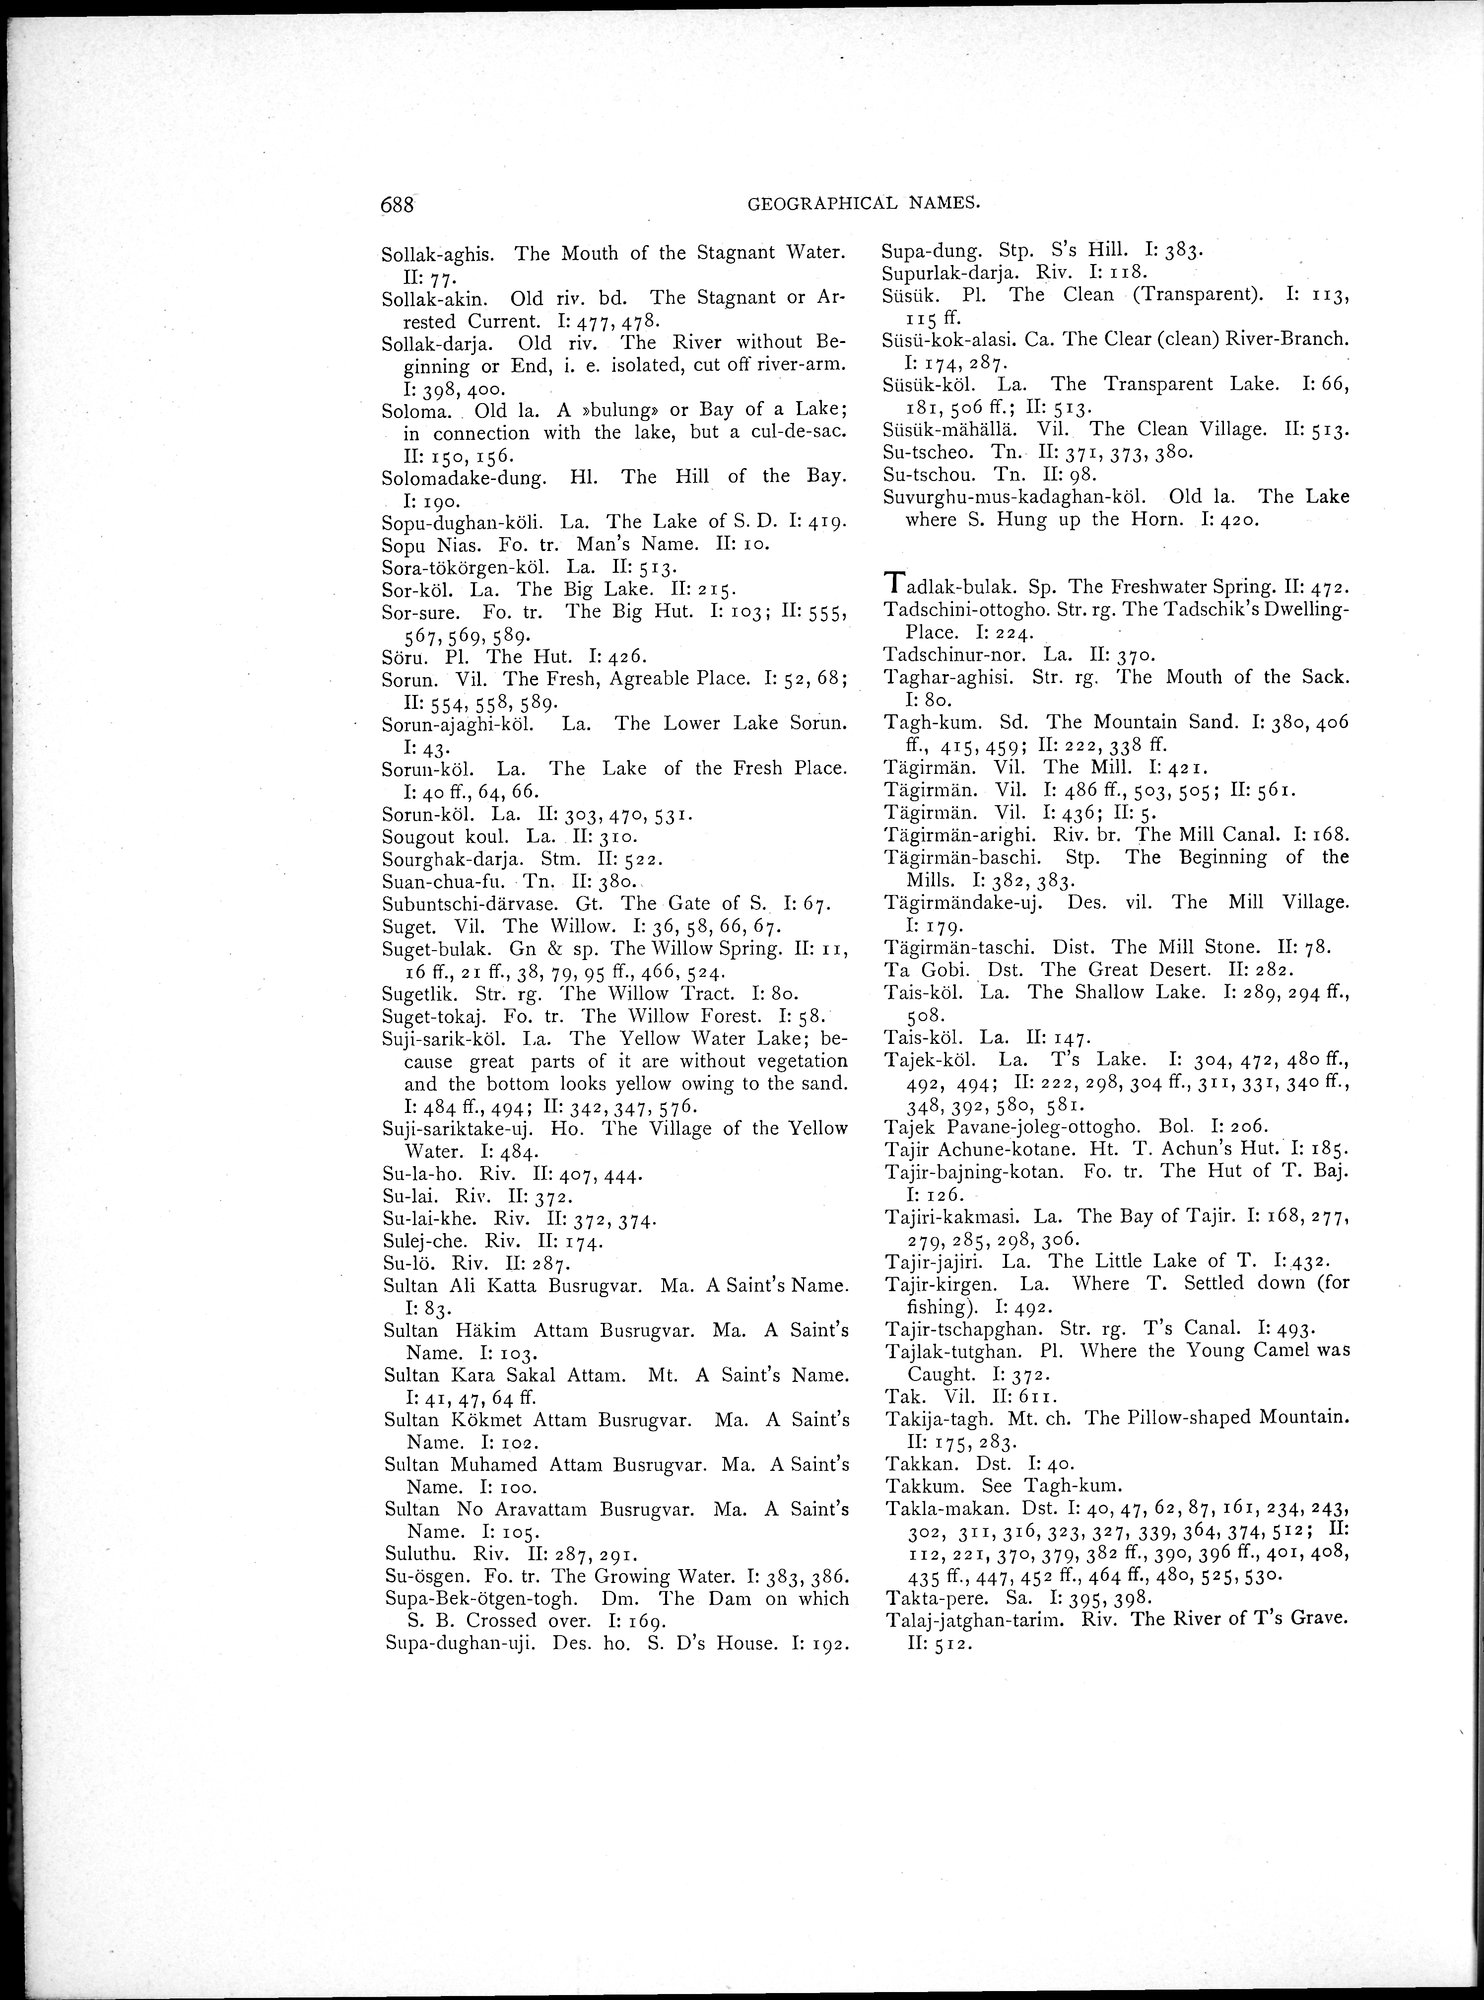 688
GEOGRAPHICAL NAMES.
Sollak-aghis. The Mouth of the Stagnant Water.
II: 77.
Sollak-akin. Old riv. bd. The Stagnant or Ar-
rested Current. I: 477, 478.
Sollak-darja. Old riv. The River without Be-
ginning or End, i. e. isolated, cut off river-arm.
I: 398, 400.
Soloma. Old la. A »bulung» or Bay of a Lake;
in connection with the lake, but a cul-de-sac.
II: 150, 156.
Solomadake-dung. Hl. The Hill of the Bay.
I: 190.
Sopu-dughan-köli. La. The Lake of S. D. I: 419.
Sopu Nias. Fo. tr. Man's Name. II: 10.
Sora-tökörgen-köl. La. II: 513.
Sor-köl. La. The Big Lake. II: 215.
Sor-sure. Fo. tr. The Big Hut. I: 103; II: 555,
567, 569, 589.
Söru. Pl. The Hut. I: 426.
Sorun. Vil. The Fresh, Agreable Place. I: 52, 68;
II: 554, 558, 589.
Sorun-ajaghi-köl. La. The Lower Lake Sorun.
I: 43.
Sorun-köl. La. The Lake of the Fresh Place.
I: 40 ff., 64, 66.
Sorun-köl. La. II: 303, 470, 531.
Sougout koul. La. II: 310.
Sourghak-darja. Stm. II: 522.
Suan-chua-fu. Tn. II: 380.
Subuntschi-därvase. Gt. The Gate of S. I: 67.
Suget. Vil. The Willow. I: 36, 58, 66, 67.
Suget-bulak. Gn & sp. The Willow Spring. II: 11,
16 ff., 21 ff., 38, 79, 95 ff., 466, 524.
Sugetlik. Str. rg. The Willow Tract. I: 80.
Suget-tokaj. Fo. tr. The Willow Forest. I: 58.
Suji-sarik-köl. La. The Yellow Water Lake; be-
cause great parts of it are without vegetation
and the bottom looks yellow owing to the sand.
I: 484 ff., 494; II: 342, 347, 576.
Suji-sariktake-uj. Ho. The Village of the Yellow
Water. I: 484.
Su-la-ho. Riv. II: 407, 444.
Su-lai. Riv. II: 372.
Su-lai-khe. Riv. II: 372, 374.
Sulej-che. Riv. II: 174.
Su-lö. Riv. II: 287.
Sultan Ali Katta Busrugvar. Ma. A Saint's Name.
I: 83.
Sultan Häkim Attam Busrugvar. Ma. A Saint's
Name. I: 103.
Sultan Kara Sakal Attam. Mt. A Saint's Name.
I: 41, 47, 64 ff.
Sultan Kökmet Attam Busrugvar. Ma. A Saint's
Name. I: 102.
Sultan Muhamed Attam Busrugvar. Ma. A Saint's
Name. I: 100.
Sultan No Aravattam Busrugvar. Ma. A Saint's
Name. I: 105.
Suluthu. Riv. II: 287, 291.
Su-ösgen. Fo. tr. The Growing Water. I: 383, 386.
Supa-Bek-ötgen-togh. Dm. The Dam on which
S. B. Crossed over. I: 169.
Supa-dughan-uji. Des. ho. S. D's House. I: 192.
Supa-dung. Stp. S's Hill. I: 383.
Supurlak-darja. Riv. I: 118.
Süsük. Pl. The Clean (Transparent). I: 113,
115 ff.
Süsü-kok-alasi. Ca. The Clear (clean) River-Branch.
I: 174, 287.
Süsük-köl. La. The Transparent Lake. I: 66,
181, 506 ff.; II: 513.
Süsük-mähällä. Vil. The Clean Village. II: 513.
Su-tscheo. Tn. II: 371, 373, 380.
Su-tschou. Tn. II: 98.
Suvurghu-mus-kadaghan-köl. Old la. The Lake
where S. Hung up the Horn. I: 420.
Tadlak-bulak. Sp. The Freshwater Spring. II: 472.
Tadschini-ottogho. Str. rg. The Tadschik's Dwelling-
Place. I: 224.
Tadschinur-nor. La. II: 370.
Taghar-aghisi. Str. rg. The Mouth of the Sack.
I: 80.
Tagh-kum. Sd. The Mountain Sand. I: 380, 406
ff., 415, 459; II: 222, 338 ff.
Tägirmän. Vil. The Mill. I: 421.
Tägirmän. Vil. I: 486 ff., 503, 505; II: 561.
Tägirmän. Vil. I: 436; II: 5.
Tägirmän-arighi. Riv. br. The Mill Canal. I: 168.
Tägirmän-baschi. Stp. The Beginning of the
Mills. I: 382, 383.
Tägirmändake-uj. Des. vil. The Mill Village.
I: 179.
Tägirmän-taschi. Dist. The Mill Stone. II: 78.
Ta Gobi. Dst. The Great Desert. II: 282.
Tais-köl. La. The Shallow Lake. I: 289, 294 ff.,
508.
Tais-köl. La. II: 147.
Tajek-köl. La. T's Lake. I: 304, 472, 480 ff.,
492, 494; II: 222, 298, 304 ff., 311, 331, 340 ff.,
348, 392, 580, 581.
Tajek Pavane-joleg-ottogho. Bol. I: 206.
Tajir Achune-kotane. Ht. T. Achun's Hut. I: 185.
Tajir-bajning-kotan. Fo. tr. The Hut of T. Baj.
I: 126.
Tajiri-kakmasi. La. The Bay of Tajir. I: 168, 277,
279, 285, 298, 306.
Tajir-jajiri. La. The Little Lake of T. I: 432.
Tajir-kirgen. La. Where T. Settled down (for
fishing). I: 492.
Tajir-tschapghan. Str. rg. T's Canal. I: 493.
Tajlak-tutghan. Pl. Where the Young Camel was
Caught. I: 372.
Tak. Vil. II: 611.
Takija-tagh. Mt. ch. The Pillow-shaped Mountain.
II: 175, 283.
Takkan. Dst. I: 40.
Takkum. See Tagh-kum.
Takla-makan. Dst. I: 40, 47, 62, 87, 161, 234, 243,
302, 311, 316, 323, 327, 339, 364, 374, 512; II:
112, 221, 370, 379, 382 ff., 390, 396 ff., 401, 408,
435 ff., 447, 452 ff., 464 ff., 480, 525, 530.
Takta-pere. Sa. I: 395, 398.
Talaj-jatghan-tarim. Riv. The River of T's Grave.
II: 512.